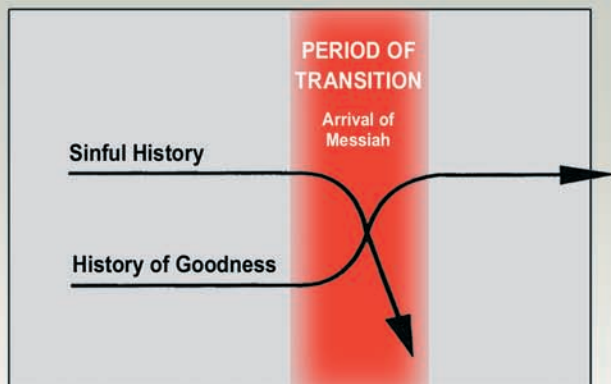 PERIOD OF
TRANSITION
Arrival of
Messiah
Sinful History
History of Goodness